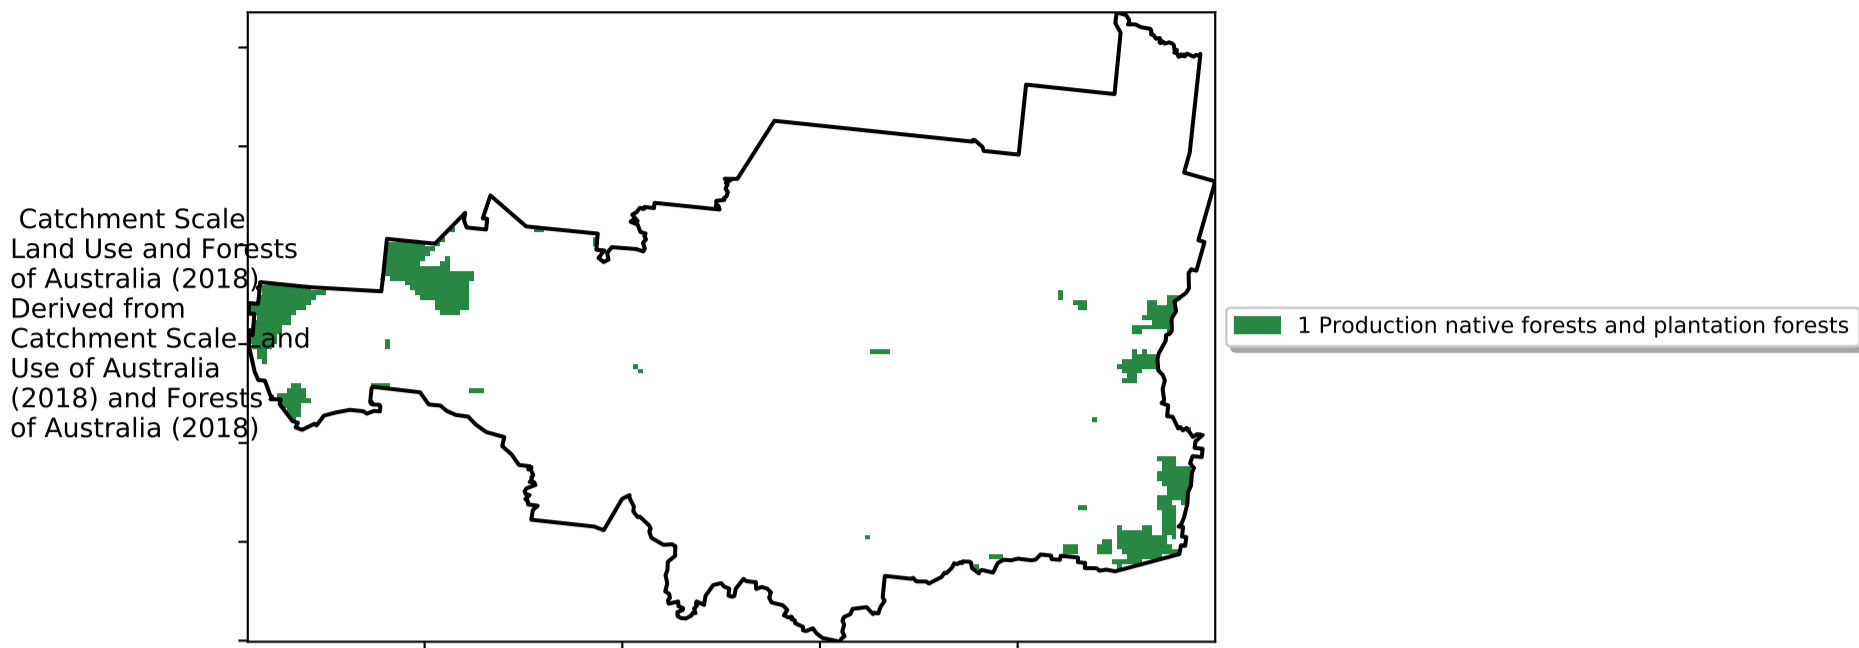 Catchment Scale
Land Use and Forests
of Australia (2018)
Derived from
Catchment Scale Land
Use of Australia
(2018) and Forests
of Australia (2018)
1 Production native forests and plantation forests